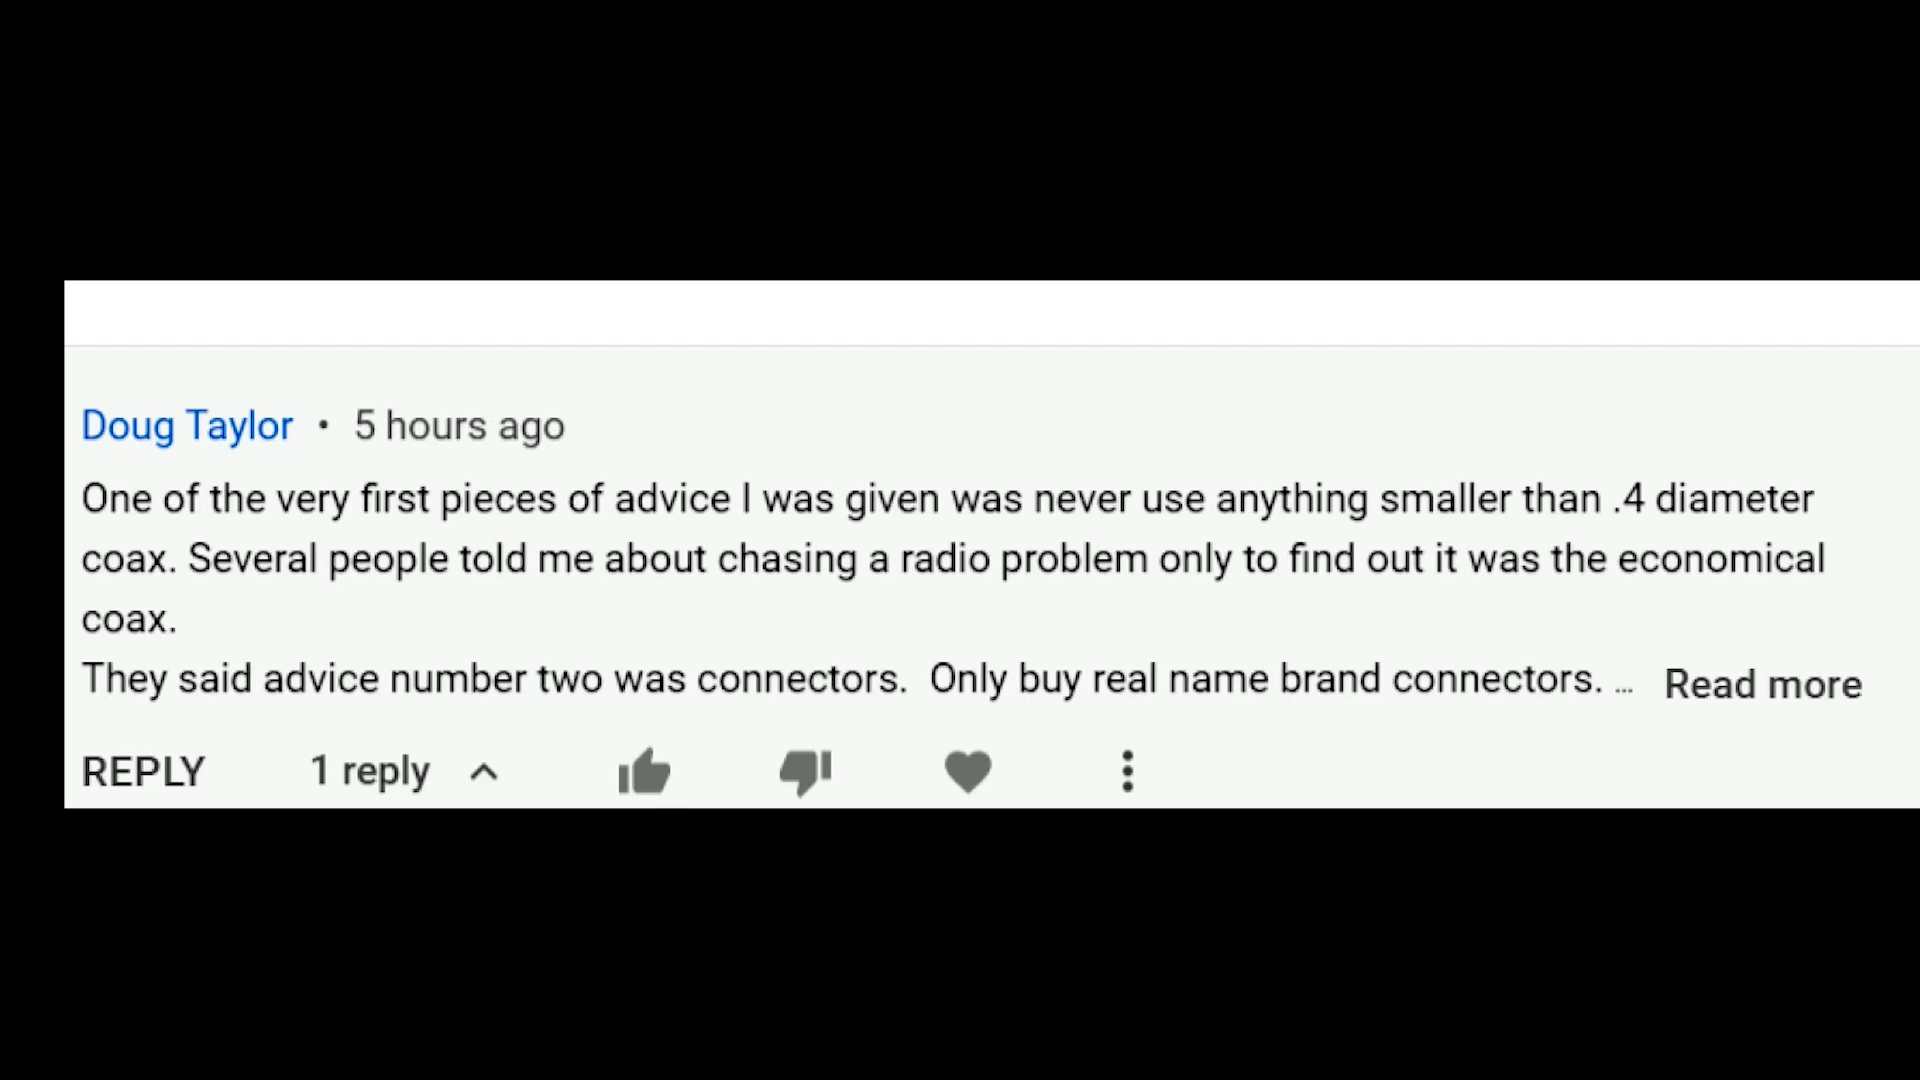 Doug Taylor • 5 hours ago
One of the very first pieces of advice I was given was never use anything smaller than .4 diameter
coax. Several people told me about chasing a radio problem only to find out it was the economical
coax.
They said advice number two was connectors.  Only buy real name brand connectors. ... Read more
REPLY 1 reply